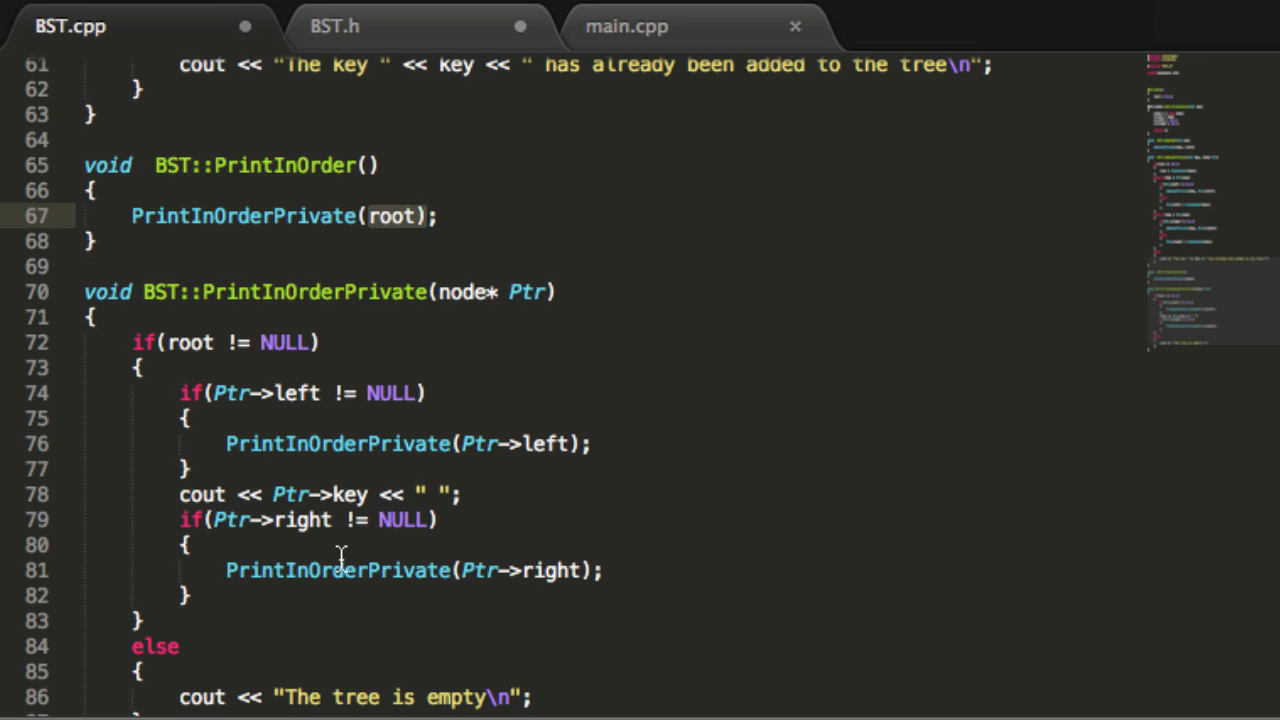 BST.cpp BST.h main.cpp ×
61 cout << "The key " << key << " has already been added to the tree\n";
62 }
63 }
64
65 void  BST::PrintInOrder()
66 {
67 PrintInOrderPrivate(root);
68 }
69
70 void BST::PrintInOrderPrivate(node* Ptr)
71 {
72 if(root != NULL)
73 {
74 if(Ptr->left != NULL)
75 {
76 PrintInOrderPrivate(Ptr->left);
77 }
78 cout << Ptr->key << " ";
79 if(Ptr->right != NULL)
80 {
81 PrintInOrderPrivate(Ptr->right);
82 }
83 }
84 else
85 {
86 cout << "The tree is empty\n";